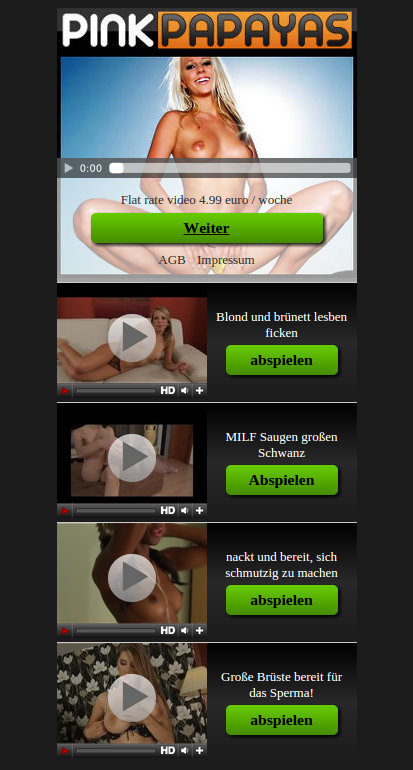 PINK PAPAYAS
0:00
Flat rate video 4.99 euro / woche
Weiter
AGB Impressum
Blond und brünett lesben
ficken
abspielen
HD
MILF Saugen großen
Schwanz
Abspielen
HD
nackt und bereit, sich
schmutzig zu machen
abspielen
HD
Große Brüste bereit für
das Sperma!
abspielen
HD